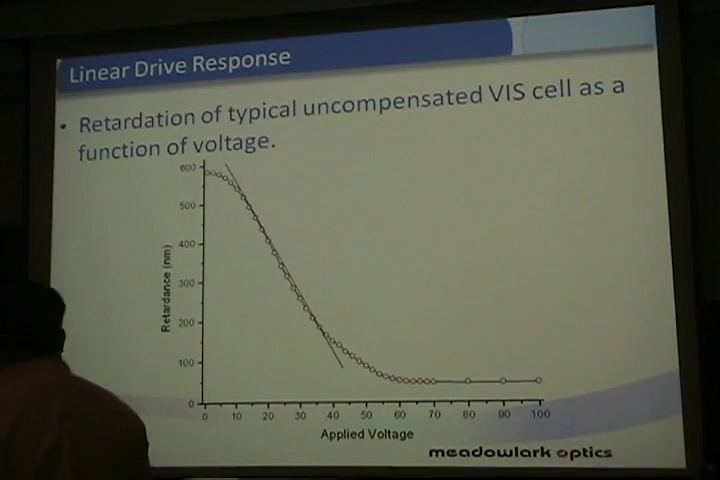 Linear Drive Response
• Retardation of typical uncompensated VIS cell as a
function of voltage.
600
500
400
300
200
100
0
Retardance (nm)
0 10 20 30 40 50 60 70 80 90 100
Applied Voltage
meadowlark optics